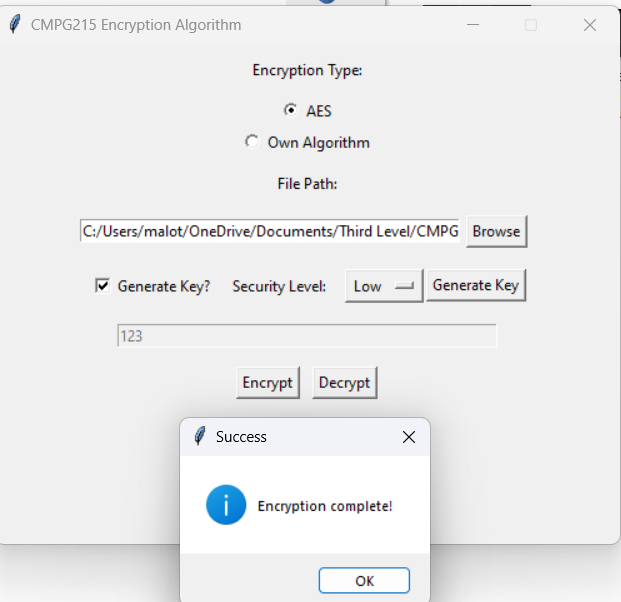 CMPG215 Encryption Algorithm
Encryption Type:
AES
Own Algorithm
File Path:
C:/Users/malot/OneDrive/Documents/Third Level/CMPG Browse
Generate Key? Security Level: Low Generate Key
123
Encrypt Decrypt
Success
Encryption complete!
OK